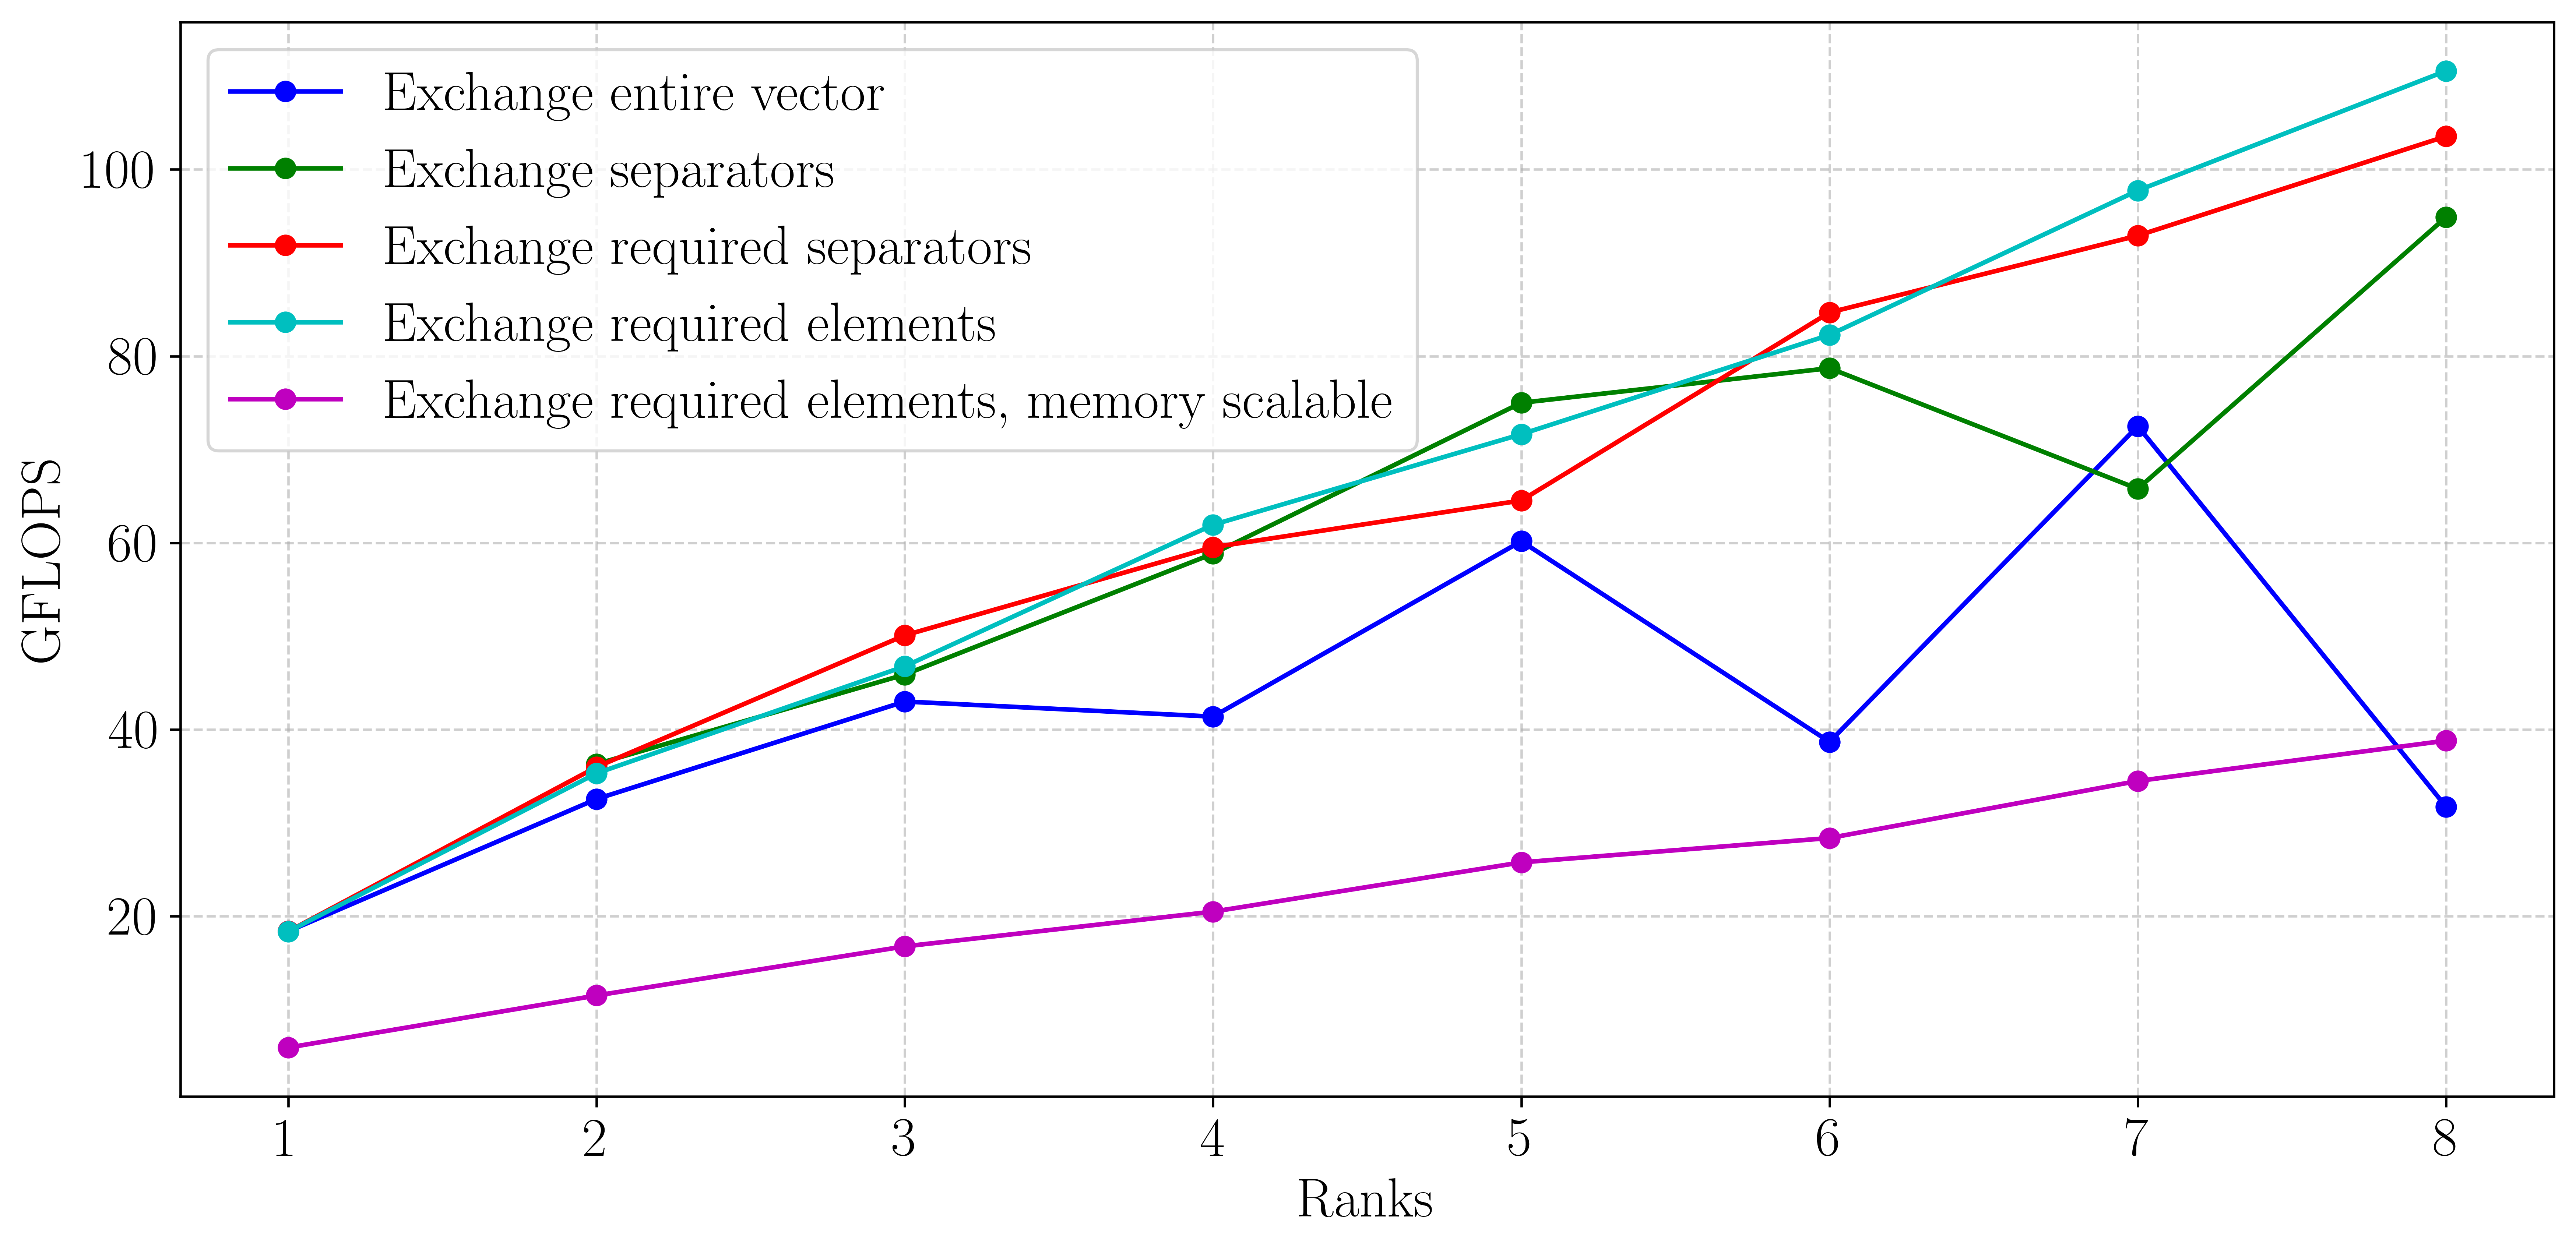 Exchange entire vector
Exchange separators
Exchange required separators
Exchange required elements
Exchange required elements, memory scalable
100
80
60
40
20
GFLOPS
1 2 3 4 5 6 7 8
Ranks